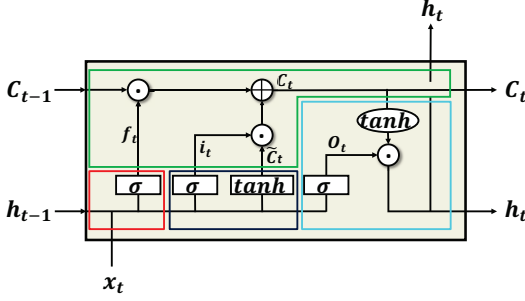 h_t
C_{t-1}
C_t
C_t
tanh
f_t
i_t
C̃_t
O_t
σ
σ
tanh
σ
h_{t-1}
h_t
x_t